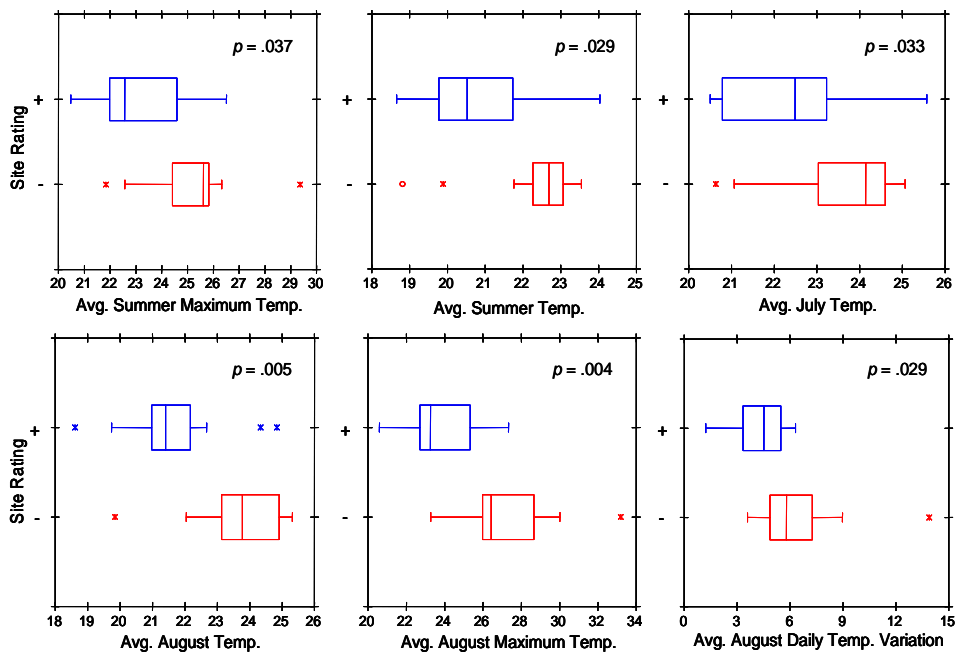 p = .037
p = .029
p = .033
Site Rating
+
-
+
-
+
-
20 21 22 23 24 25 26 27 28 29 30
18 19 20 21 22 23 24 25
20 21 22 23 24 25 26
Avg. Summer Maximum Temp.
Avg. Summer Temp.
Avg. July Temp.
p = .005
p = .004
p = .029
Site Rating
+
-
+
-
+
-
18 19 20 21 22 23 24 25 26
20 22 24 26 28 30 32 34
0 3 6 9 12 15
Avg. August Temp.
Avg. August Maximum Temp.
Avg. August Daily Temp. Variation